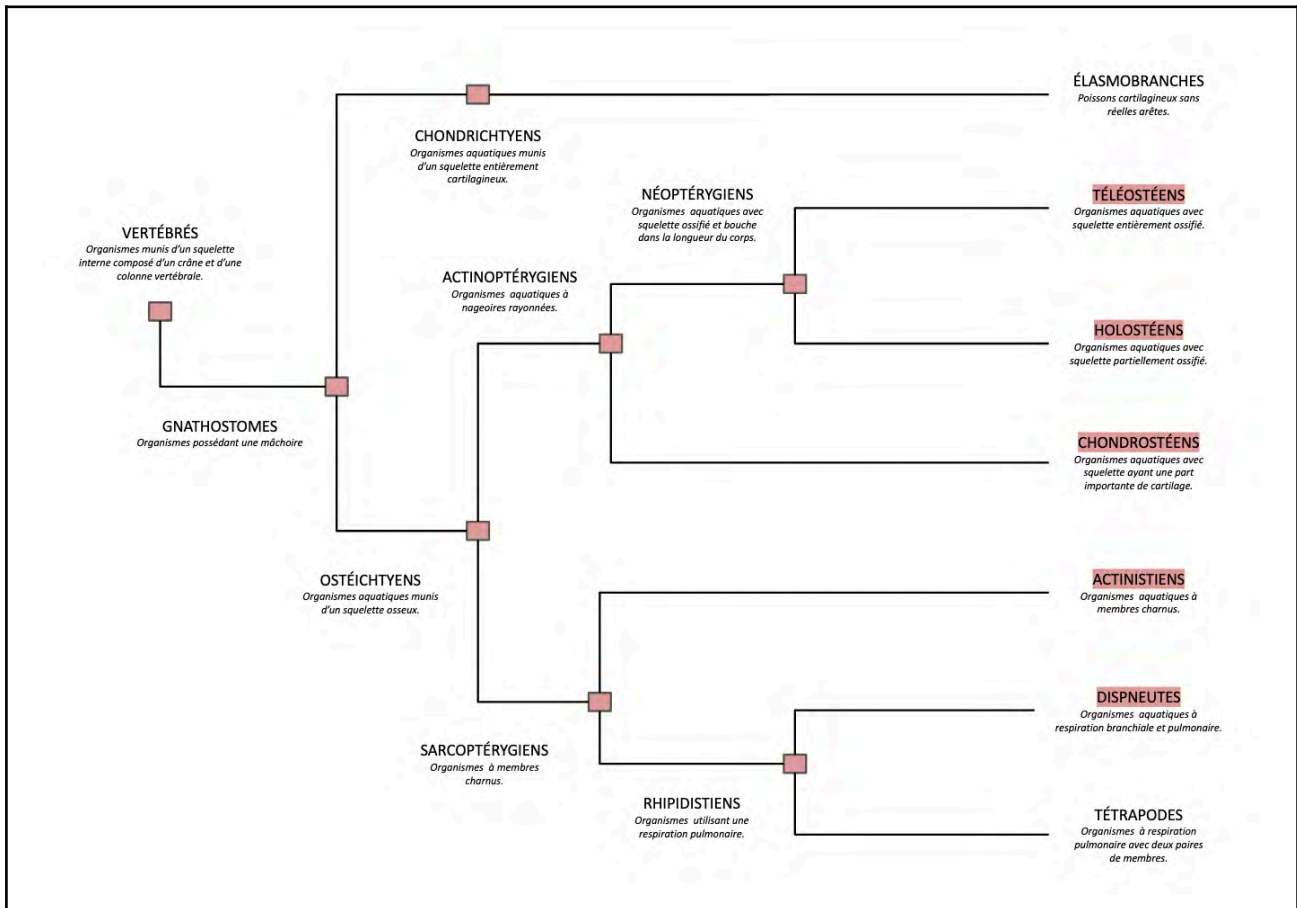 ÉLASMOBRANCHES
Poissons cartilagineux sans
réelles arêtes.
CHONDRICHTYENS
Organismes aquatiques munis
d'un squelette entièrement
cartilagineux.
NÉOPTÉRYGIENS
Organismes aquatiques avec
squelette ossifié et bouche
dans la longueur du corps.
TÉLÉOSTÉENS
Organismes aquatiques avec
squelette entièrement ossifié.
VERTÉBRÉS
Organismes munis d'un squelette
interne composé d'un crâne et d'une
colonne vertébrale.
ACTINOPTÉRYGIENS
Organismes aquatiques à
nageoires rayonnées.
HOLOSTÉENS
Organismes aquatiques avec
squelette partiellement ossifié.
GNATHOSTOMES
Organismes possédant une mâchoire
CHONDROSTÉENS
Organismes aquatiques avec
squelette ayant une part
importante de cartilage.
OSTÉICHTYENS
Organismes aquatiques munis
d'un squelette osseux.
ACTINISTIENS
Organismes aquatiques à
membres charnus.
DISPNEUTES
Organismes aquatiques à
respiration branchiale et pulmonaire.
SARCOPTÉRYGIENS
Organismes à membres
charnus.
RHIPIDISTIENS
Organismes utilisant une
respiration pulmonaire.
TÉTRAPODES
Organismes à respiration
pulmonaire avec deux paires
de membres.